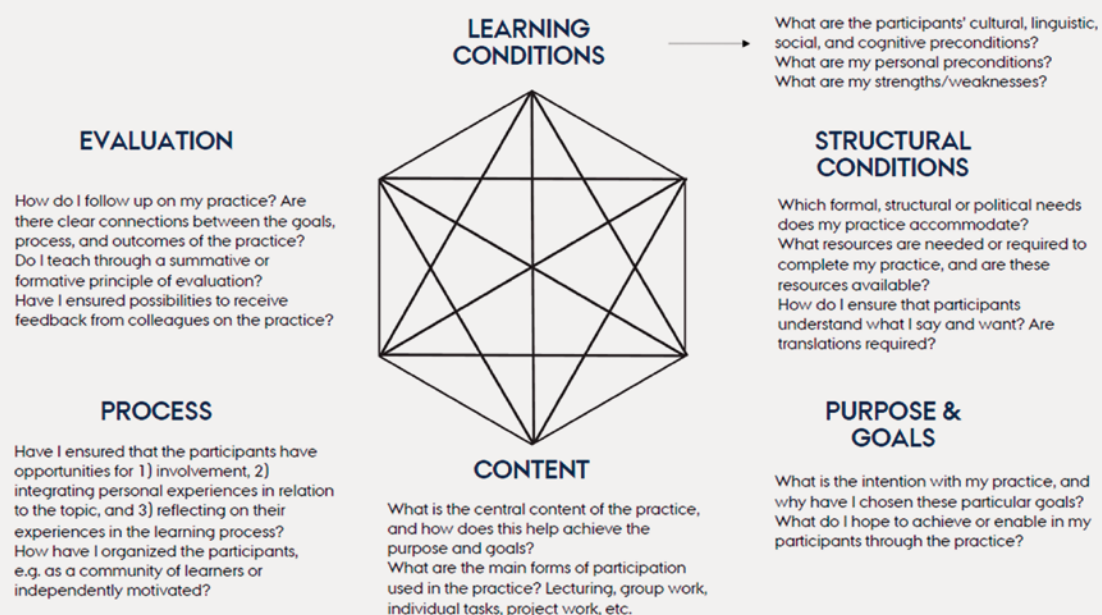 LEARNING
CONDITIONS
What are the participants' cultural, linguistic,
social, and cognitive preconditions?
What are my personal preconditions?
What are my strengths/weaknesses?
STRUCTURAL
CONDITIONS
Which formal, structural or political needs
does my practice accommodate?
What resources are needed or required to
complete my practice, and are these
resources available?
How do I ensure that participants
understand what I say and want? Are
translations required?
PURPOSE &
GOALS
What is the intention with my practice, and
why have I chosen these particular goals?
What do I hope to achieve or enable in my
participants through the practice?
CONTENT
What is the central content of the practice,
and how does this help achieve the
purpose and goals?
What are the main forms of participation
used in the practice? Lecturing, group work,
individual tasks, project work, etc.
PROCESS
Have I ensured that the participants have
opportunities for 1) involvement, 2)
integrating personal experiences in relation
to the topic, and 3) reflecting on their
experiences in the learning process?
How have I organized the participants,
e.g. as a community of learners or
independently motivated?
EVALUATION
How do I follow up on my practice? Are
there clear connections between the goals,
process, and outcomes of the practice?
Do I teach through a summative or
formative principle of evaluation?
Have I ensured possibilities to receive
feedback from colleagues on the practice?